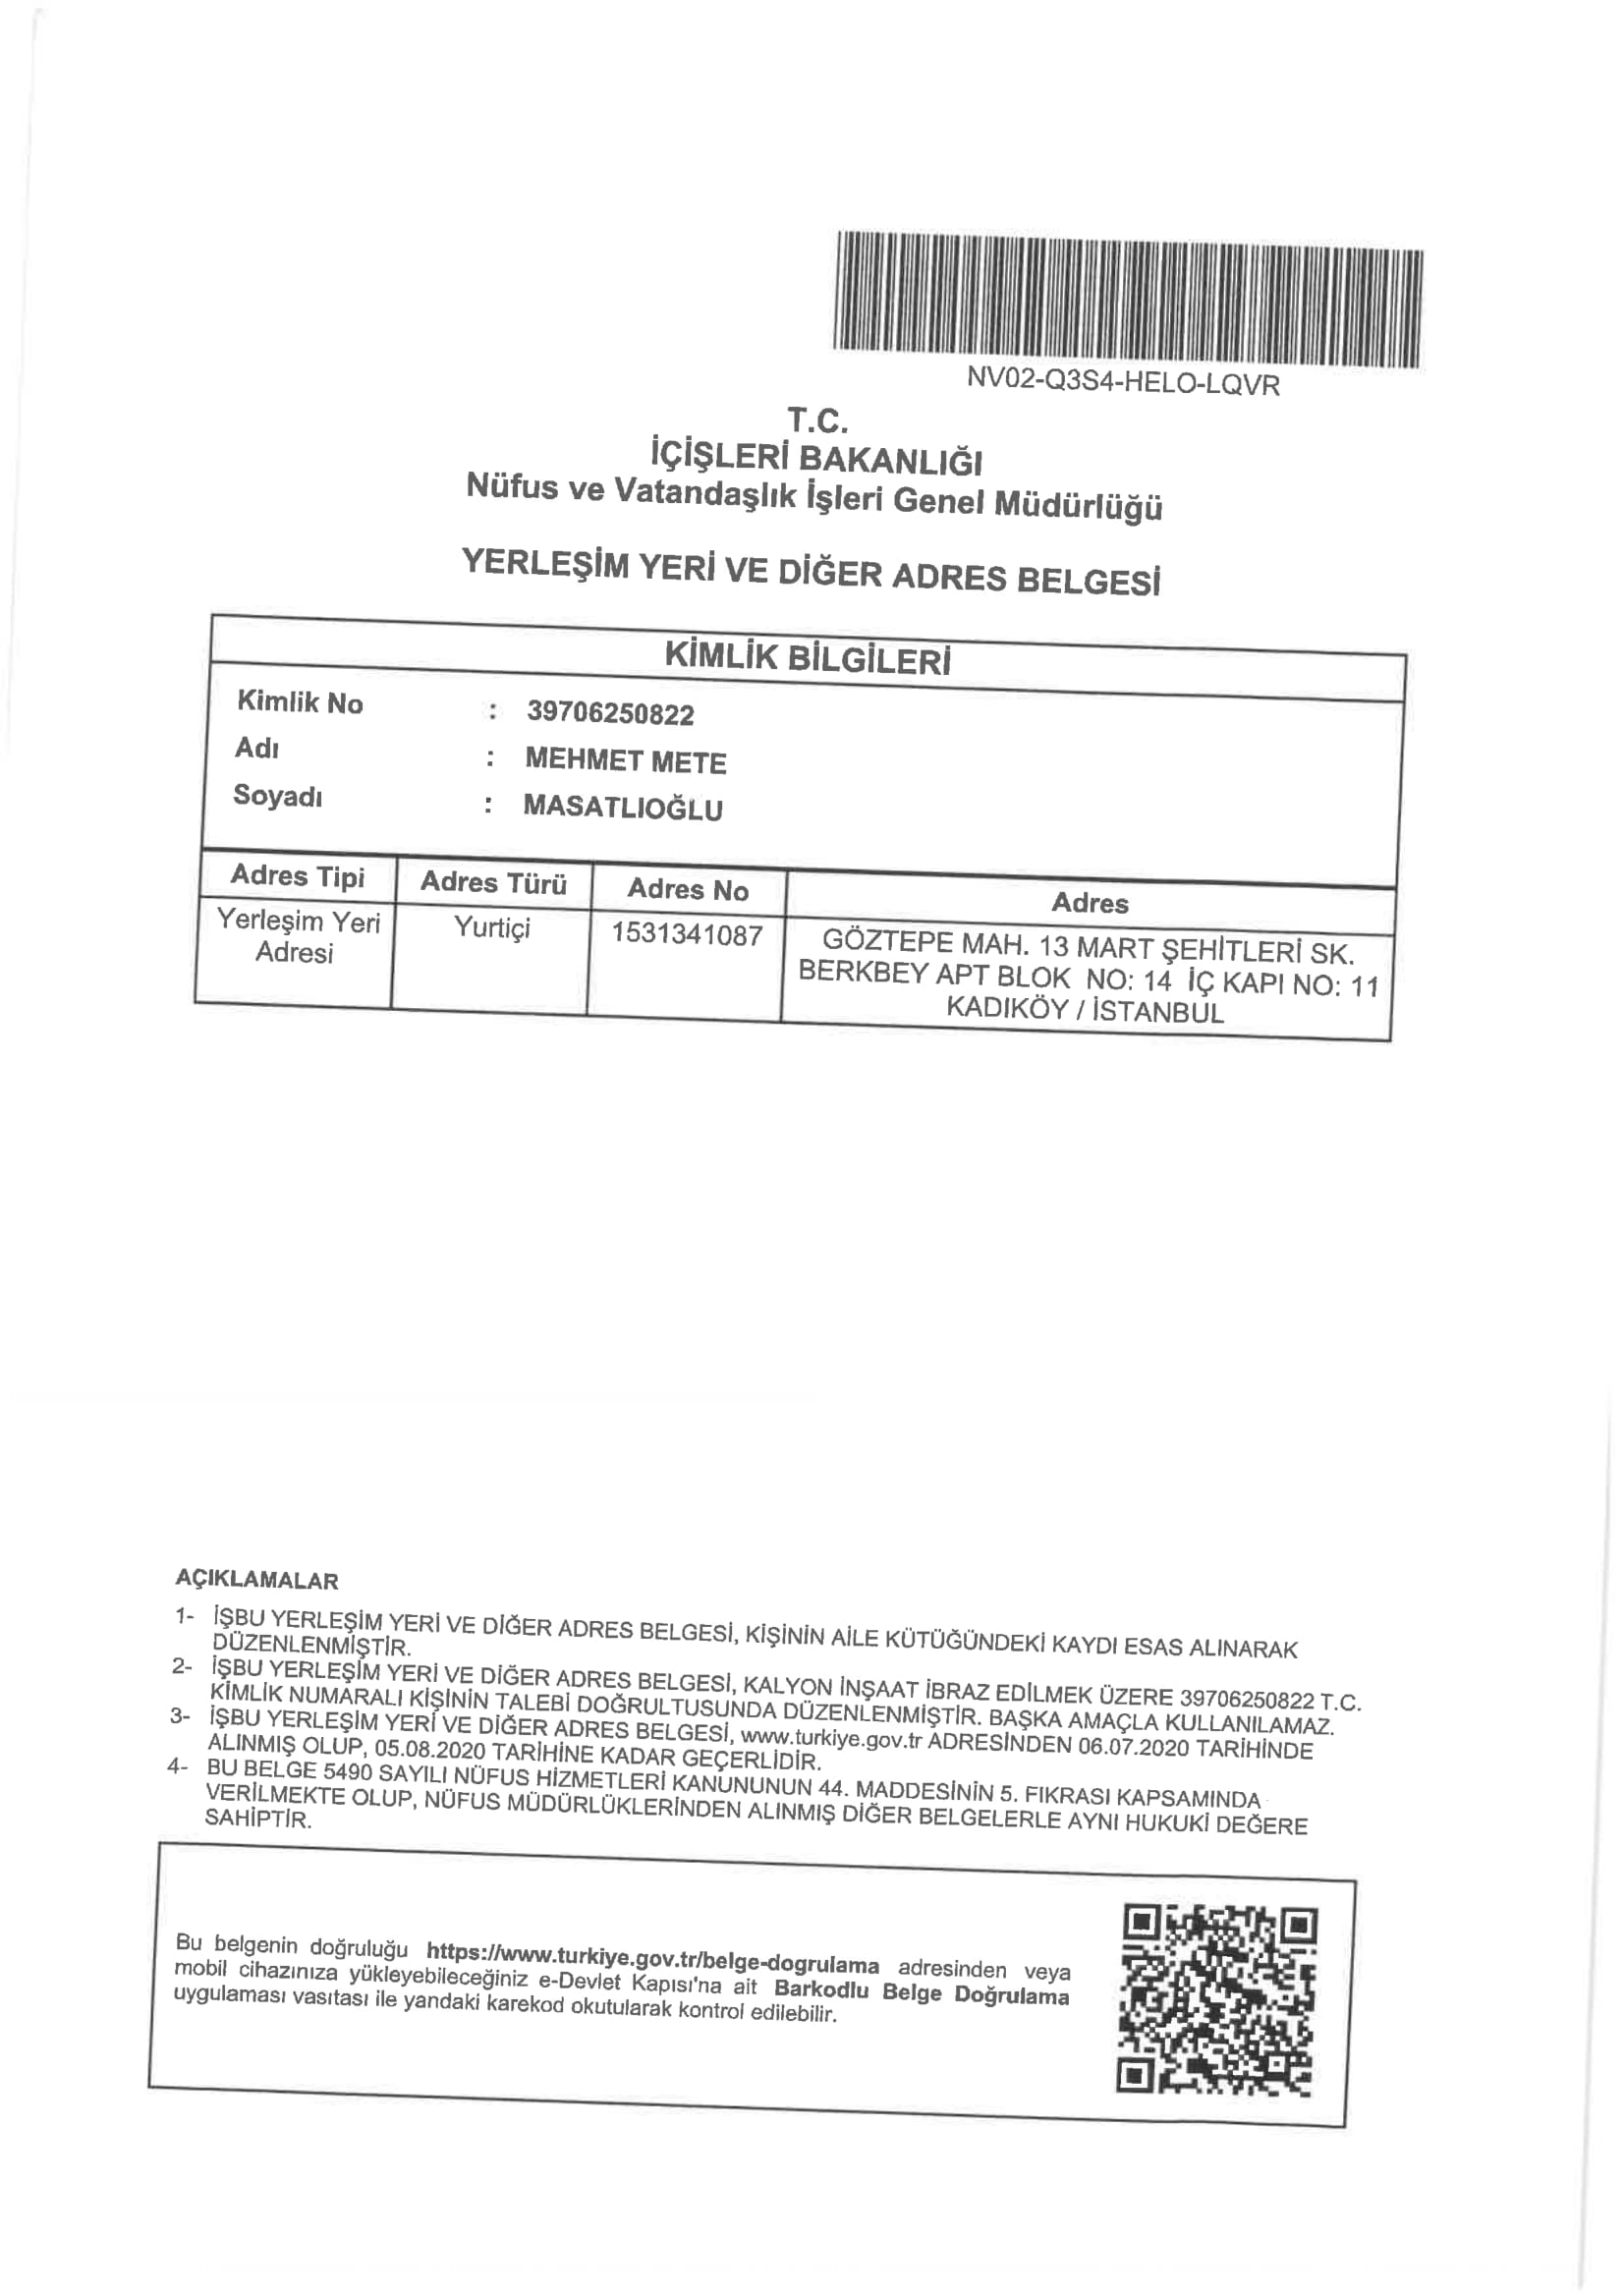 NV02-Q3S4-HELO-LQVR
T.C.
İÇİŞLERİ BAKANLIĞI
Nüfus ve Vatandaşlık İşleri Genel Müdürlüğü
YERLEŞİM YERİ VE DİĞER ADRES BELGESİ
KİMLİK BİLGİLERİ
Kimlik No : 39706250822
Adı : MEHMET METE
Soyadı : MASATLIOĞLU
Adres Tipi Adres Türü Adres No Adres
Yerleşim Yeri Adresi Yurtiçi 1531341087 GÖZTEPE MAH. 13 MART ŞEHİTLERİ SK.
BERKBEY APT BLOK NO: 14 İÇ KAPI NO: 11
KADIKÖY / İSTANBUL
AÇIKLAMALAR
1- İŞBU YERLEŞİM YERİ VE DİĞER ADRES BELGESİ, KİŞİNİN AİLE KÜTÜĞÜNDEKİ KAYDI ESAS ALINARAK
DÜZENLENMİŞTİR.
2- İŞBU YERLEŞİM YERİ VE DİĞER ADRES BELGESİ, KALYON İNŞAAT İBRAZ EDİLMEK ÜZERE 39706250822 T.C.
KİMLİK NUMARALI KİŞİNİN TALEBİ DOĞRULTUSUNDA DÜZENLENMİŞTİR. BAŞKA AMAÇLA KULLANILAMAZ.
3- İŞBU YERLEŞİM YERİ VE DİĞER ADRES BELGESİ, www.turkiye.gov.tr ADRESİNDEN 06.07.2020 TARİHİNDE
ALINMIŞ OLUP, 05.08.2020 TARİHİNE KADAR GEÇERLİDİR.
4- BU BELGE 5490 SAYILI NÜFUS HİZMETLERİ KANUNUNUN 44. MADDESİNİN 5. FIKRASI KAPSAMINDA
VERİLMEKTE OLUP, NÜFUS MÜDÜRLÜKLERİNDEN ALINMIŞ DİĞER BELGELERLE AYNI HUKUKİ DEĞERE
SAHİPTİR.
Bu belgenin doğruluğu https://www.turkiye.gov.tr/belge-dogrulama adresinden veya
mobil cihazınıza yükleyebileceğiniz e-Devlet Kapısı'na ait Barkodlu Belge Doğrulama
uygulaması vasıtası ile yandaki karekod okutularak kontrol edilebilir.